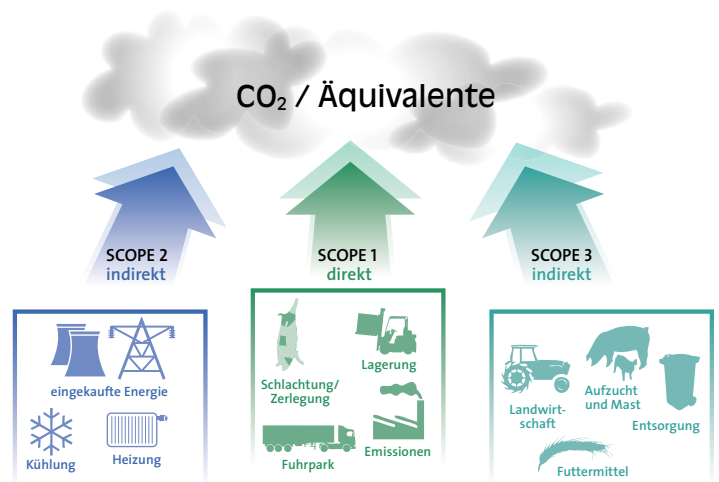 CO₂ / Äquivalente
SCOPE 2
indirekt
eingekaufte Energie
Kühlung
Heizung
SCOPE 1
direkt
Schlachtung/
Zerlegung
Lagerung
Fuhrpark
Emissionen
SCOPE 3
indirekt
Landwirt-
schaft
Aufzucht
und Mast
Entsorgung
Futtermittel